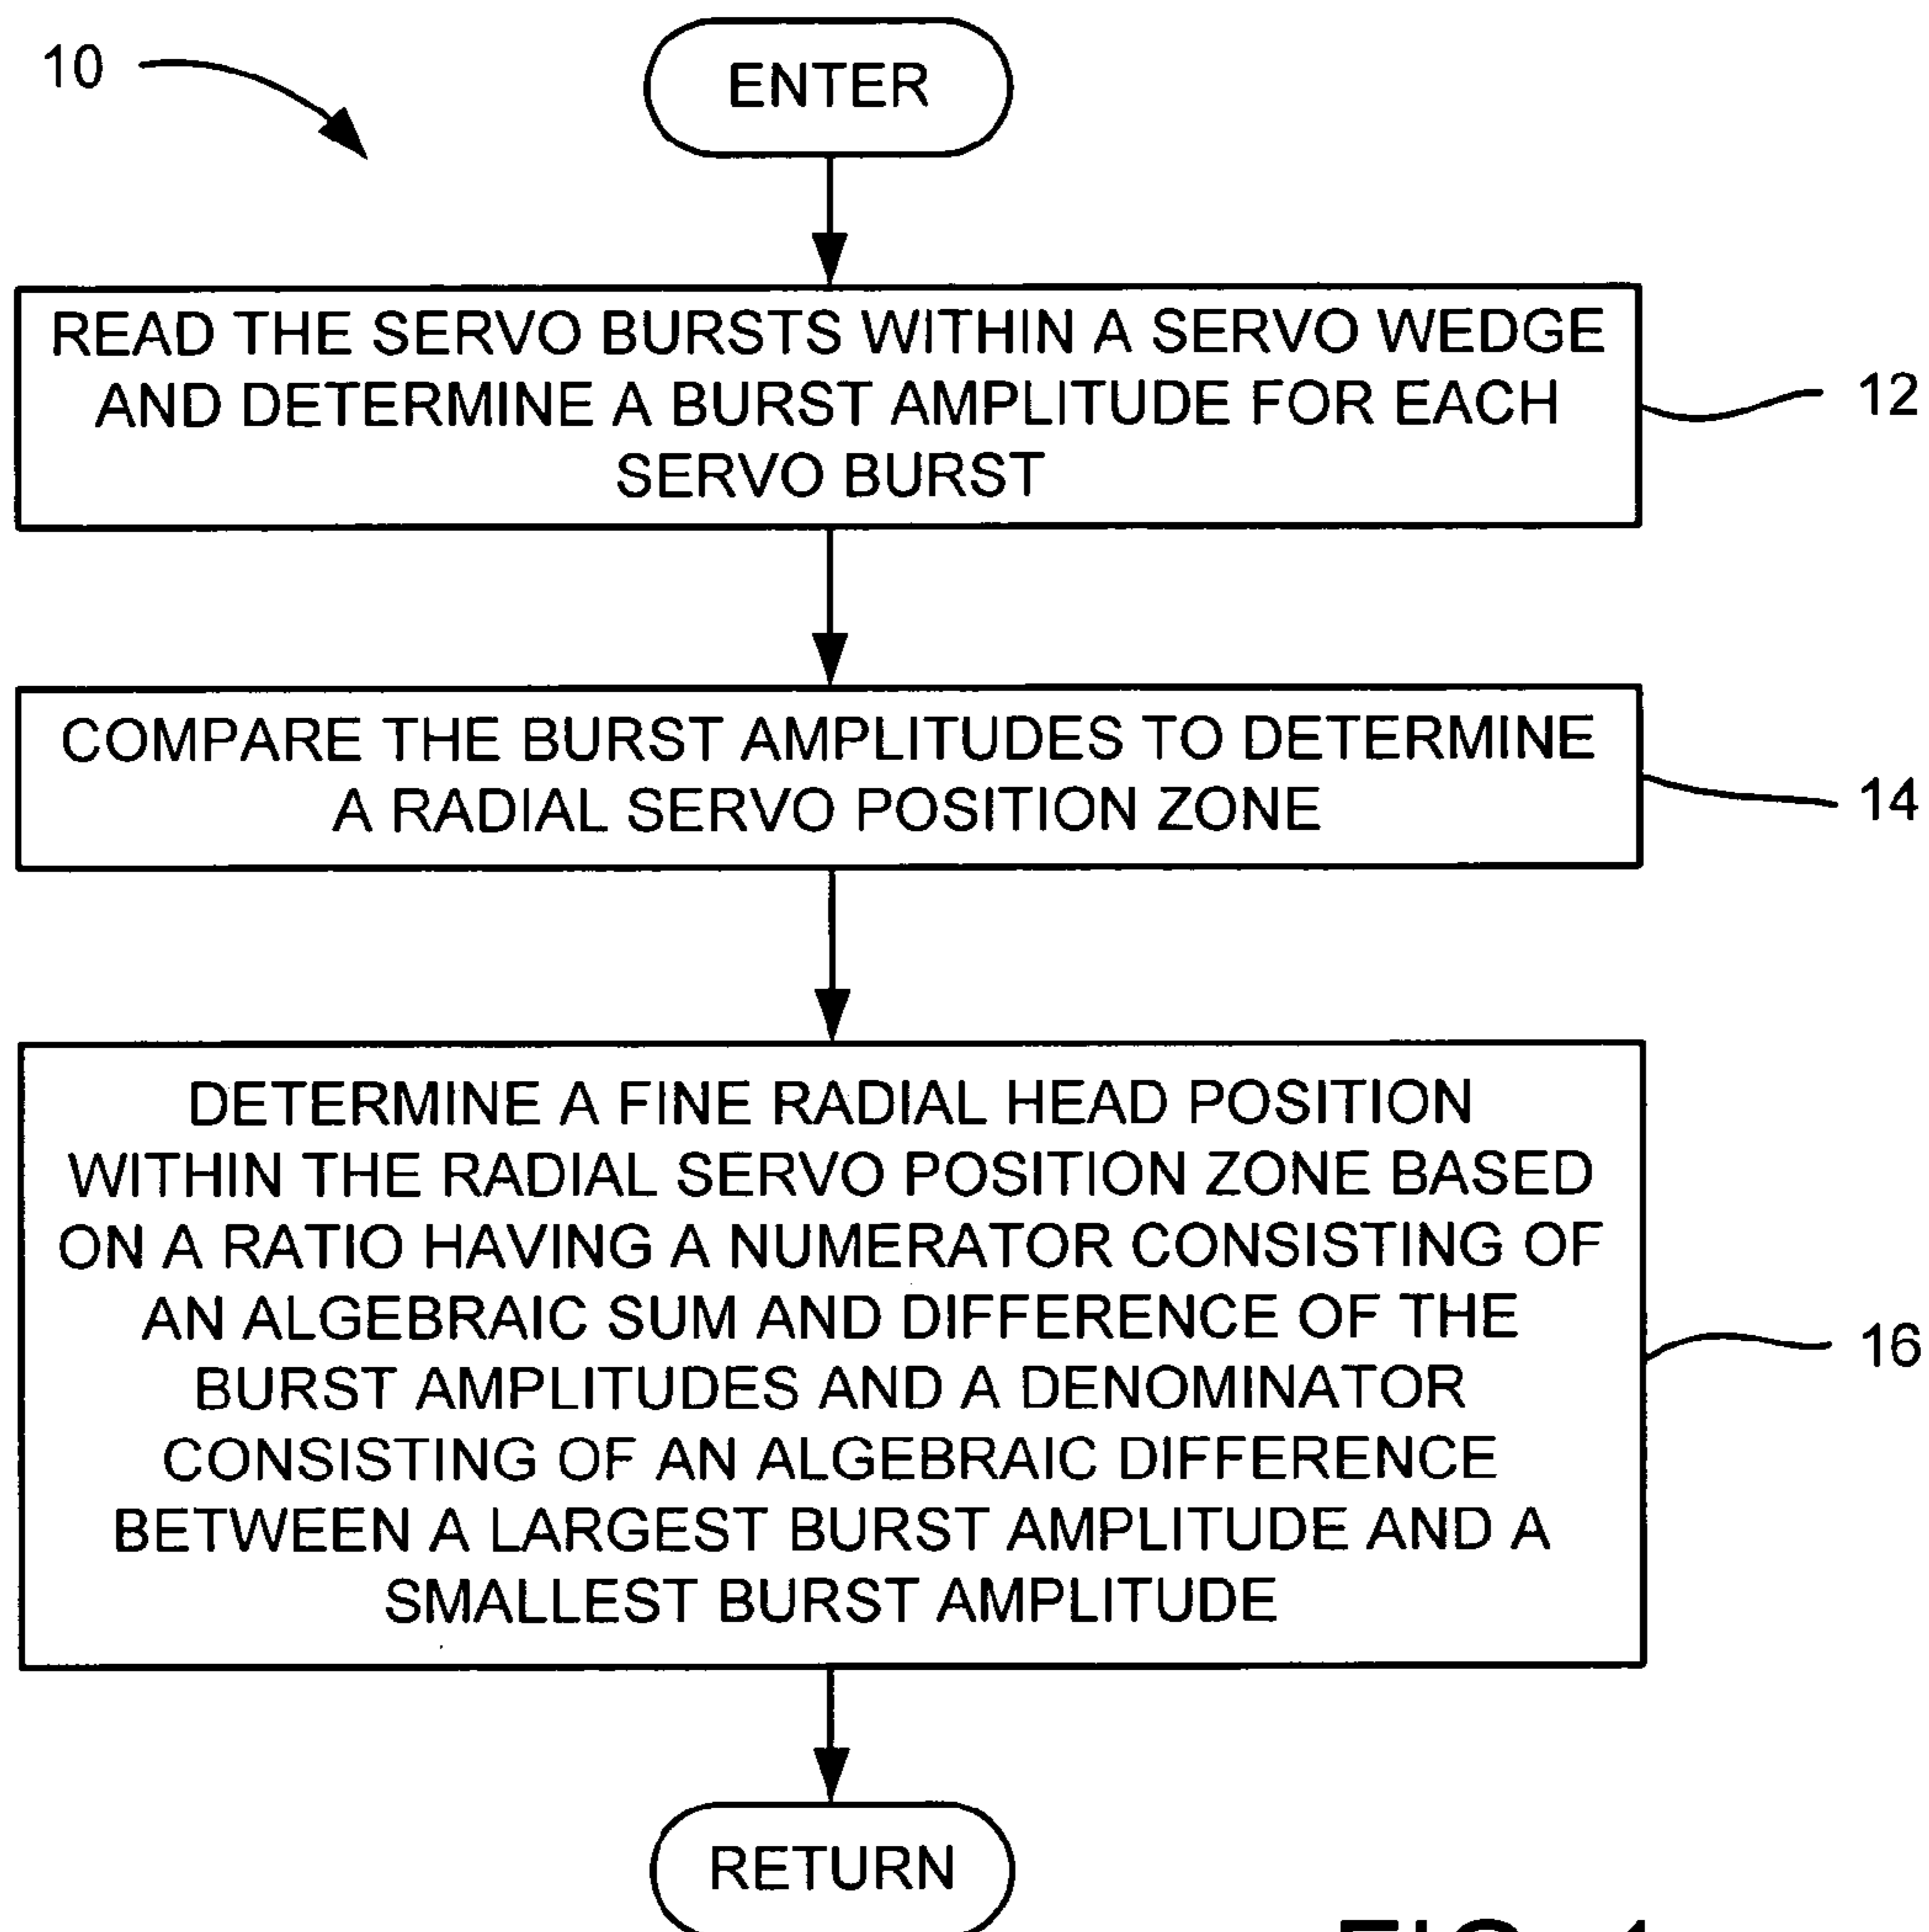 10
ENTER
READ THE SERVO BURSTS WITHIN A SERVO WEDGE
AND DETERMINE A BURST AMPLITUDE FOR EACH
SERVO BURST
12
COMPARE THE BURST AMPLITUDES TO DETERMINE
A RADIAL SERVO POSITION ZONE
14
DETERMINE A FINE RADIAL HEAD POSITION
WITHIN THE RADIAL SERVO POSITION ZONE BASED
ON A RATIO HAVING A NUMERATOR CONSISTING OF
AN ALGEBRAIC SUM AND DIFFERENCE OF THE
BURST AMPLITUDES AND A DENOMINATOR
CONSISTING OF AN ALGEBRAIC DIFFERENCE
BETWEEN A LARGEST BURST AMPLITUDE AND A
SMALLEST BURST AMPLITUDE
16
RETURN